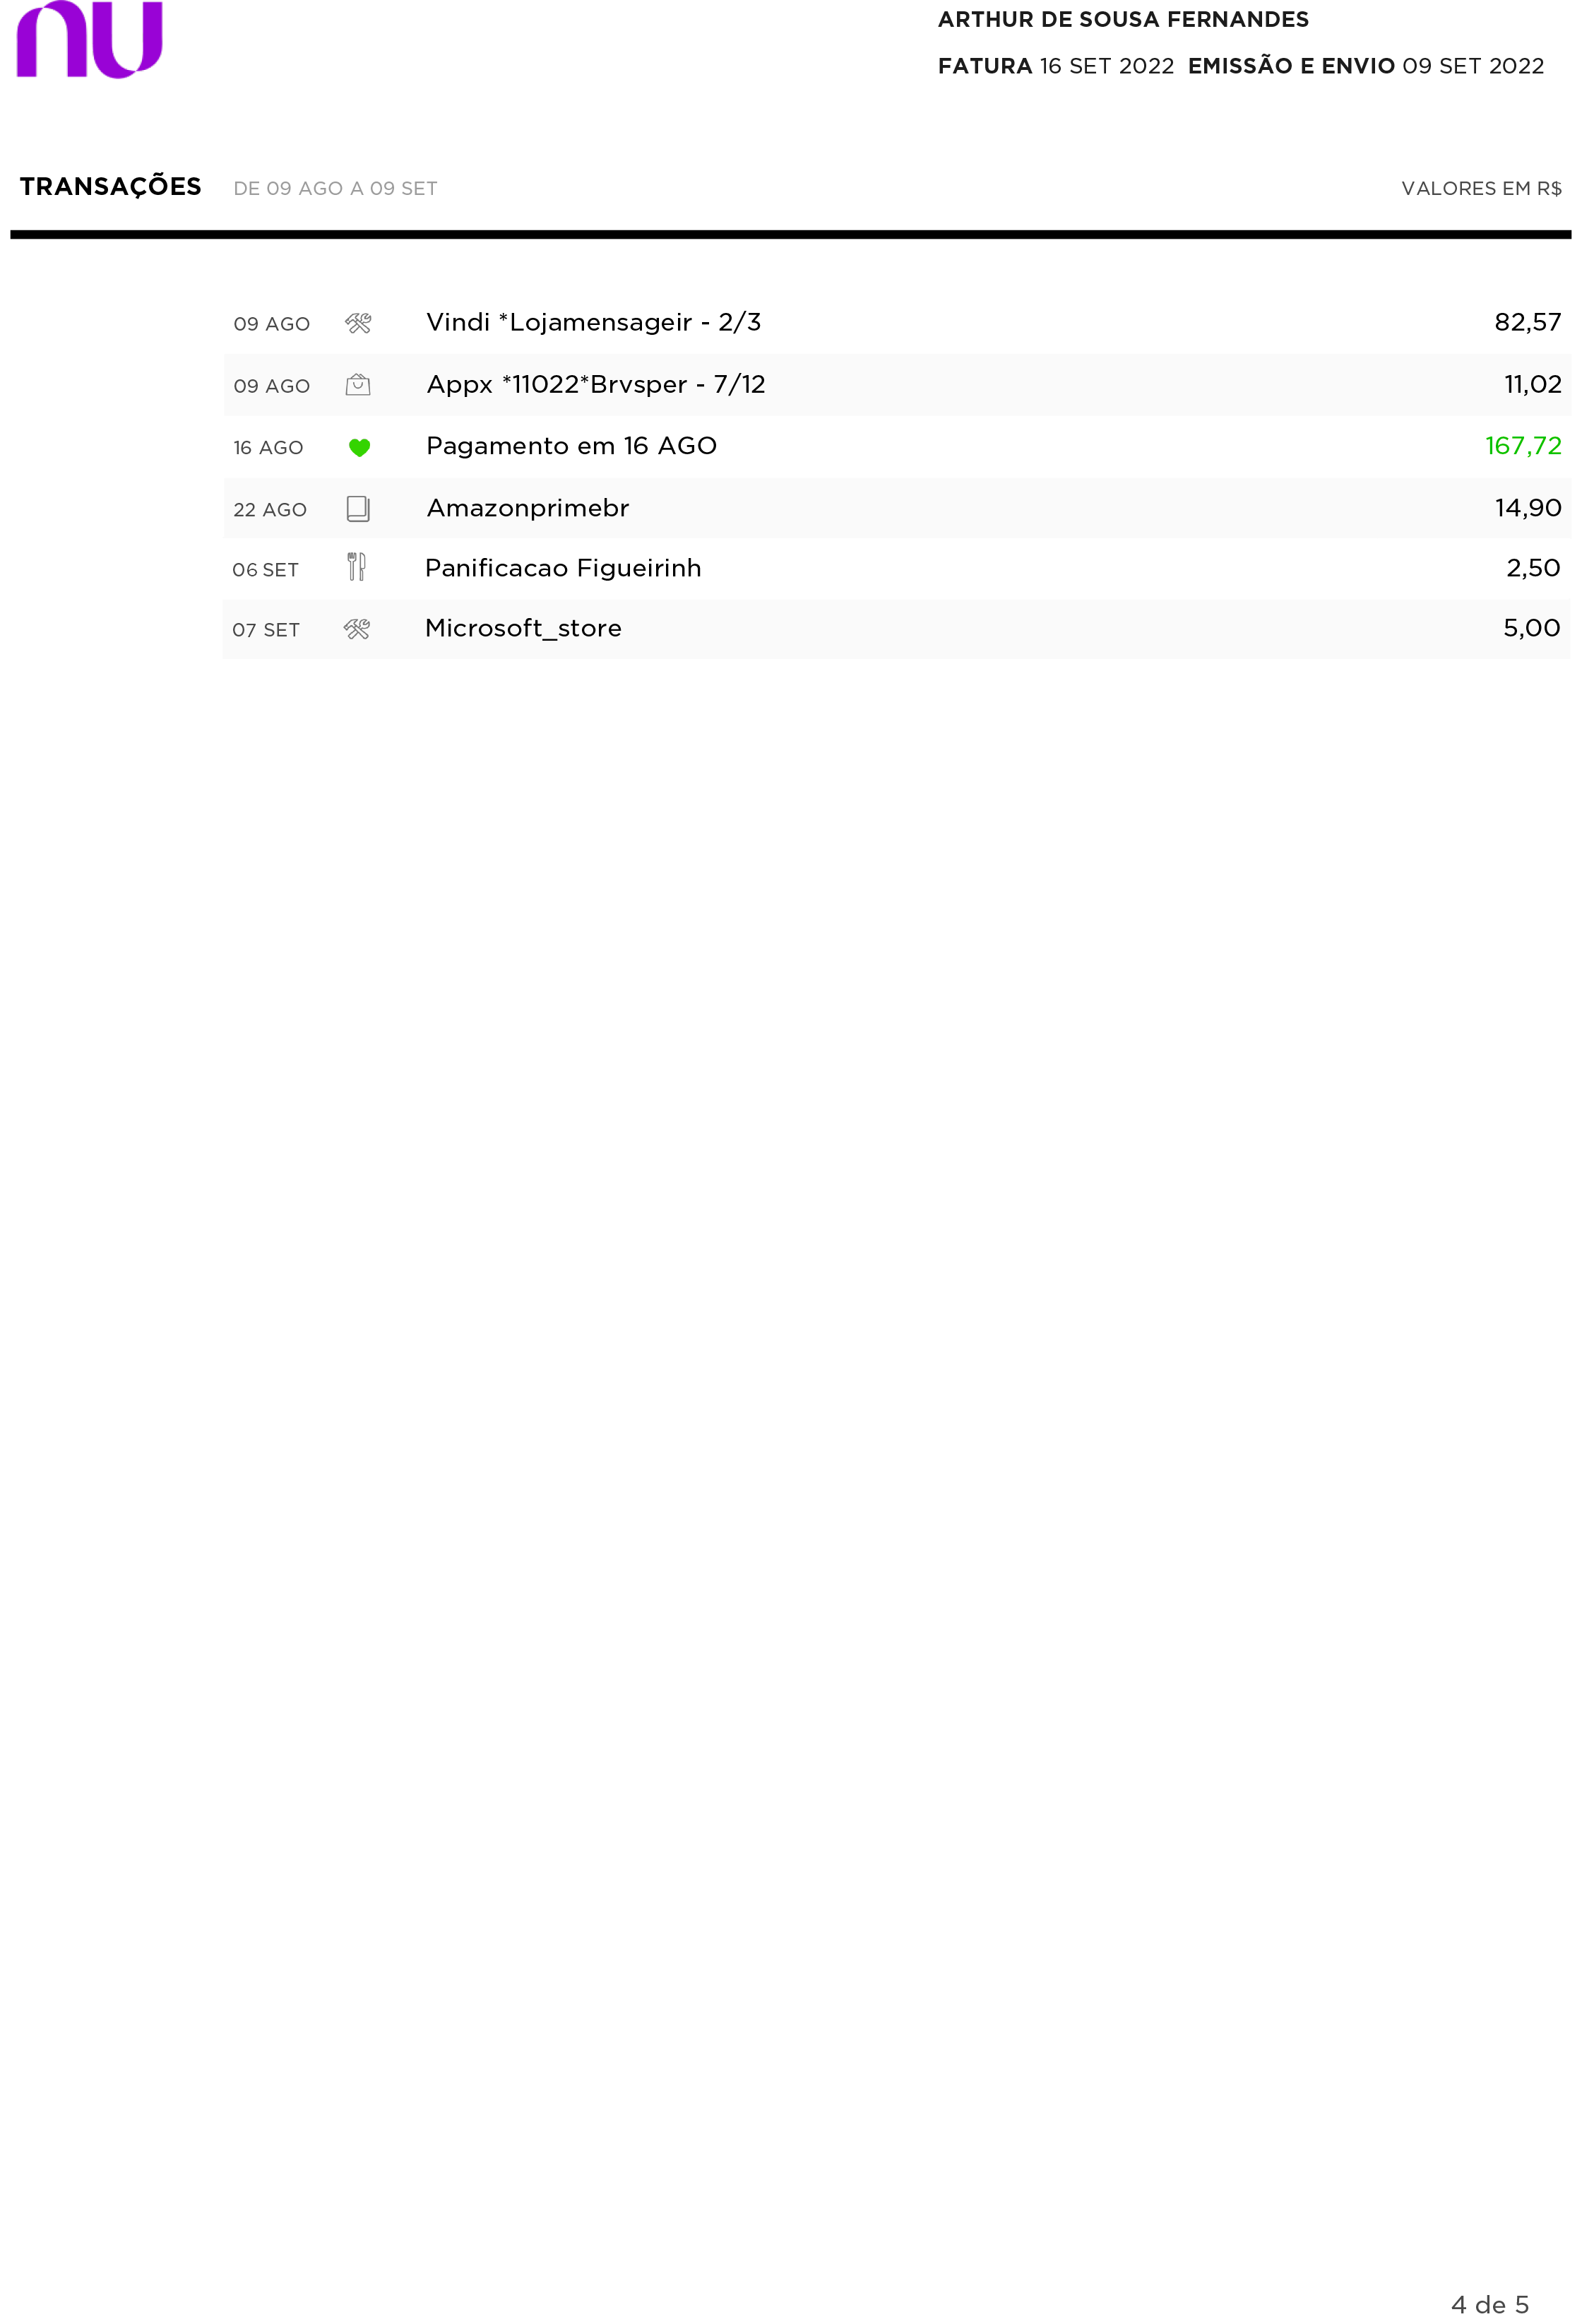 nu
ARTHUR DE SOUSA FERNANDES
FATURA 16 SET 2022 EMISSÃO E ENVIO 09 SET 2022
TRANSAÇÕES DE 09 AGO A 09 SET VALORES EM R$
09 AGO Vindi *Lojamensageir - 2/3 82,57
09 AGO Appx *11022*Brvsper - 7/12 11,02
16 AGO Pagamento em 16 AGO 167,72
22 AGO Amazonprimebr 14,90
06 SET Panificacao Figueirinh 2,50
07 SET Microsoft_store 5,00
4 de 5